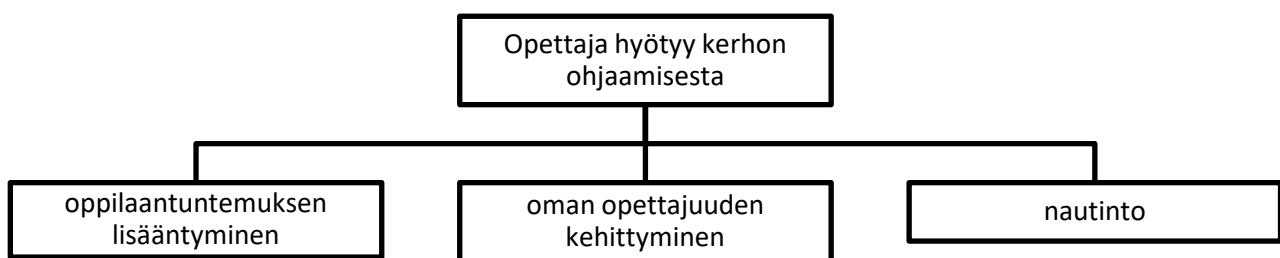 Opettaja hyötyy kerhon
ohjaamisesta
oppilaantuntemuksen
lisääntyminen
oman opettajuuden
kehittyminen
nautinto